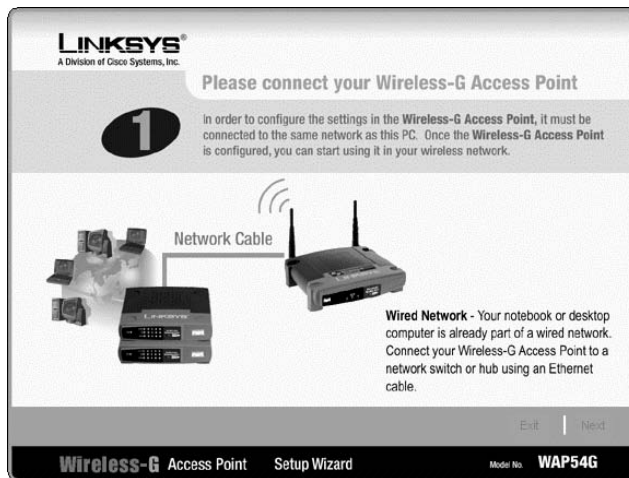 LINKSYS®
A Division of Cisco Systems, Inc.
Please connect your Wireless-G Access Point
1
In order to configure the settings in the Wireless-G Access Point, it must be
connected to the same network as this PC. Once the Wireless-G Access Point
is configured, you can start using it in your wireless network.
Network Cable
LINKSYS
Wired Network - Your notebook or desktop
computer is already part of a wired network.
Connect your Wireless-G Access Point to a
network switch or hub using an Ethernet
cable.
Exit
Next
Wireless-G Access Point Setup Wizard
Model No. WAP54G